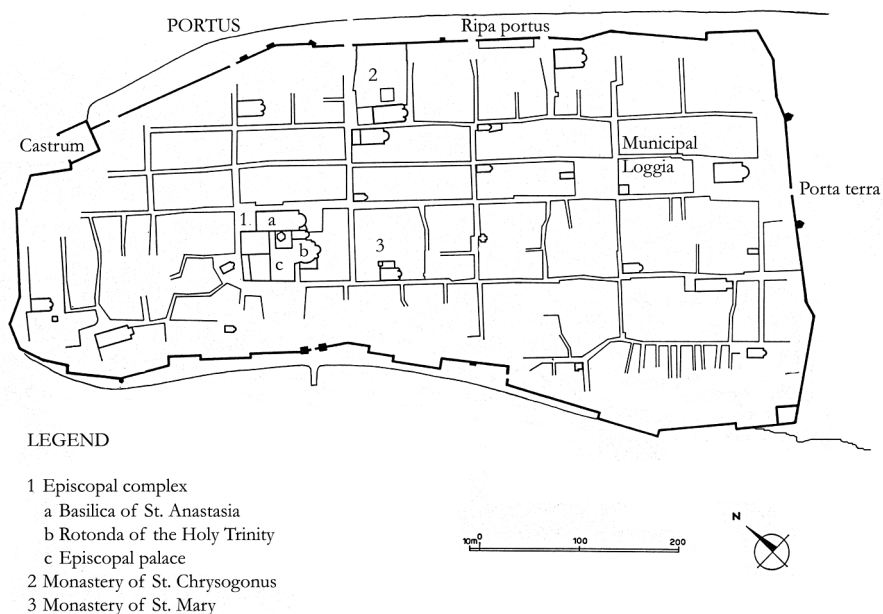 PORTUS
Ripa portus
2
Castrum
Municipal
Loggia
Porta terra
1.
a
b
c
3
LEGEND
1 Episcopal complex
a Basilica of St. Anastasia
b Rotonda of the Holy Trinity
c Episcopal palace
2 Monastery of St. Chrysogonus
3 Monastery of St. Mary
10m 0 100 200
N